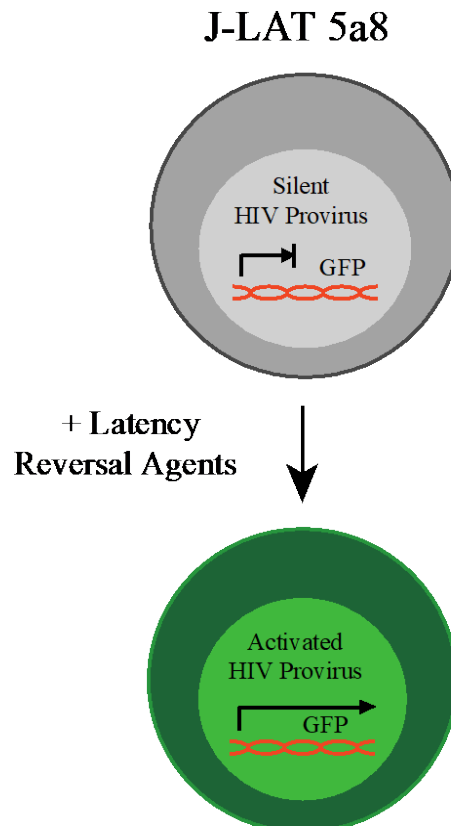 J-LAT 5a8
Silent
HIV Provirus
GFP
+ Latency
Reversal Agents
Activated
HIV Provirus
GFP